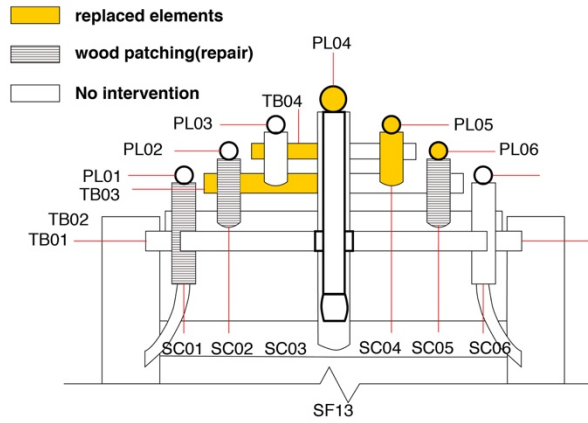 replaced elements
wood patching(repair)
No intervention
PL04
TB04
PL03
PL05
PL02
PL06
PL01
TB03
TB02
TB01
SC01 SC02 SC03 SC04 SC05 SC06
SF13